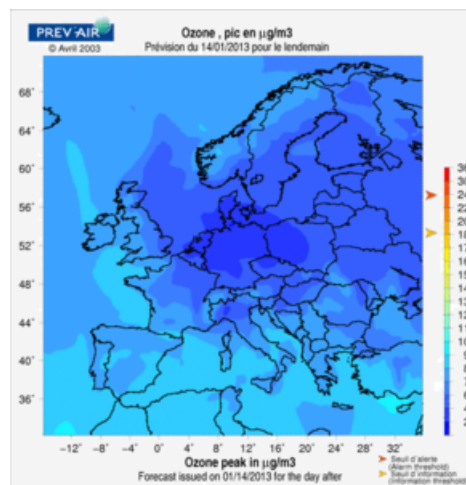 PREV'AIR
© Avril 2003
Ozone , pic en µg/m3
Prévision du 14/01/2013 pour le lendemain
68°
64°
60°
56°
52°
48°
44°
40°
36°
−12° −8° −4° 0° 4° 8° 12° 16° 20° 24° 28° 32°
Ozone peak in µg/m3
Forecast issued on 01/14/2013 for the day after
Seuil d'alerte
(Alarm threshold)
Seuil d'information
(Information threshold)